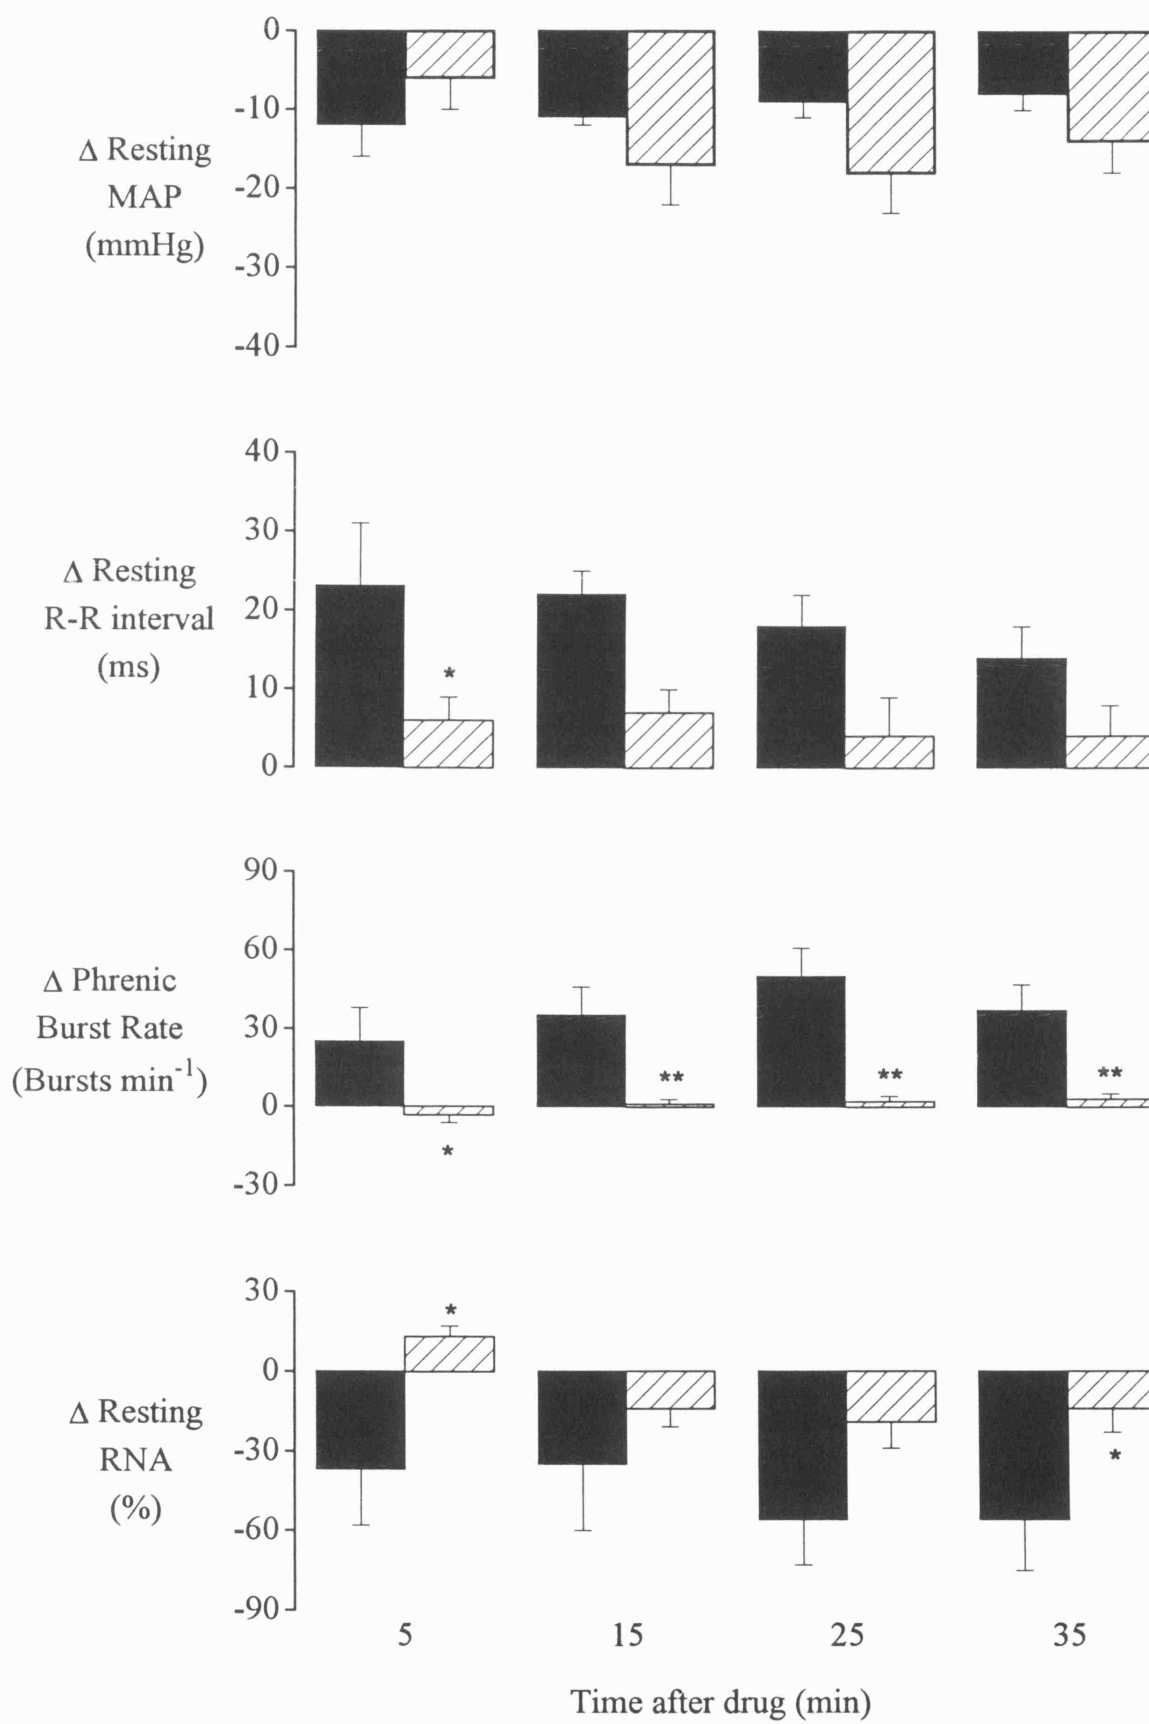 0
-10
Δ Resting
MAP
-20
(mmHg)
-30
-40
40
30
Δ Resting
20
R-R interval
(ms)
*
10
0
90
60
Δ Phrenic
Burst Rate
30
(Bursts min-1)
** ** **
0
*
-30
30
*
0
Δ Resting
-30
RNA
*
(%)
-60
-90
5 15 25 35
Time after drug (min)